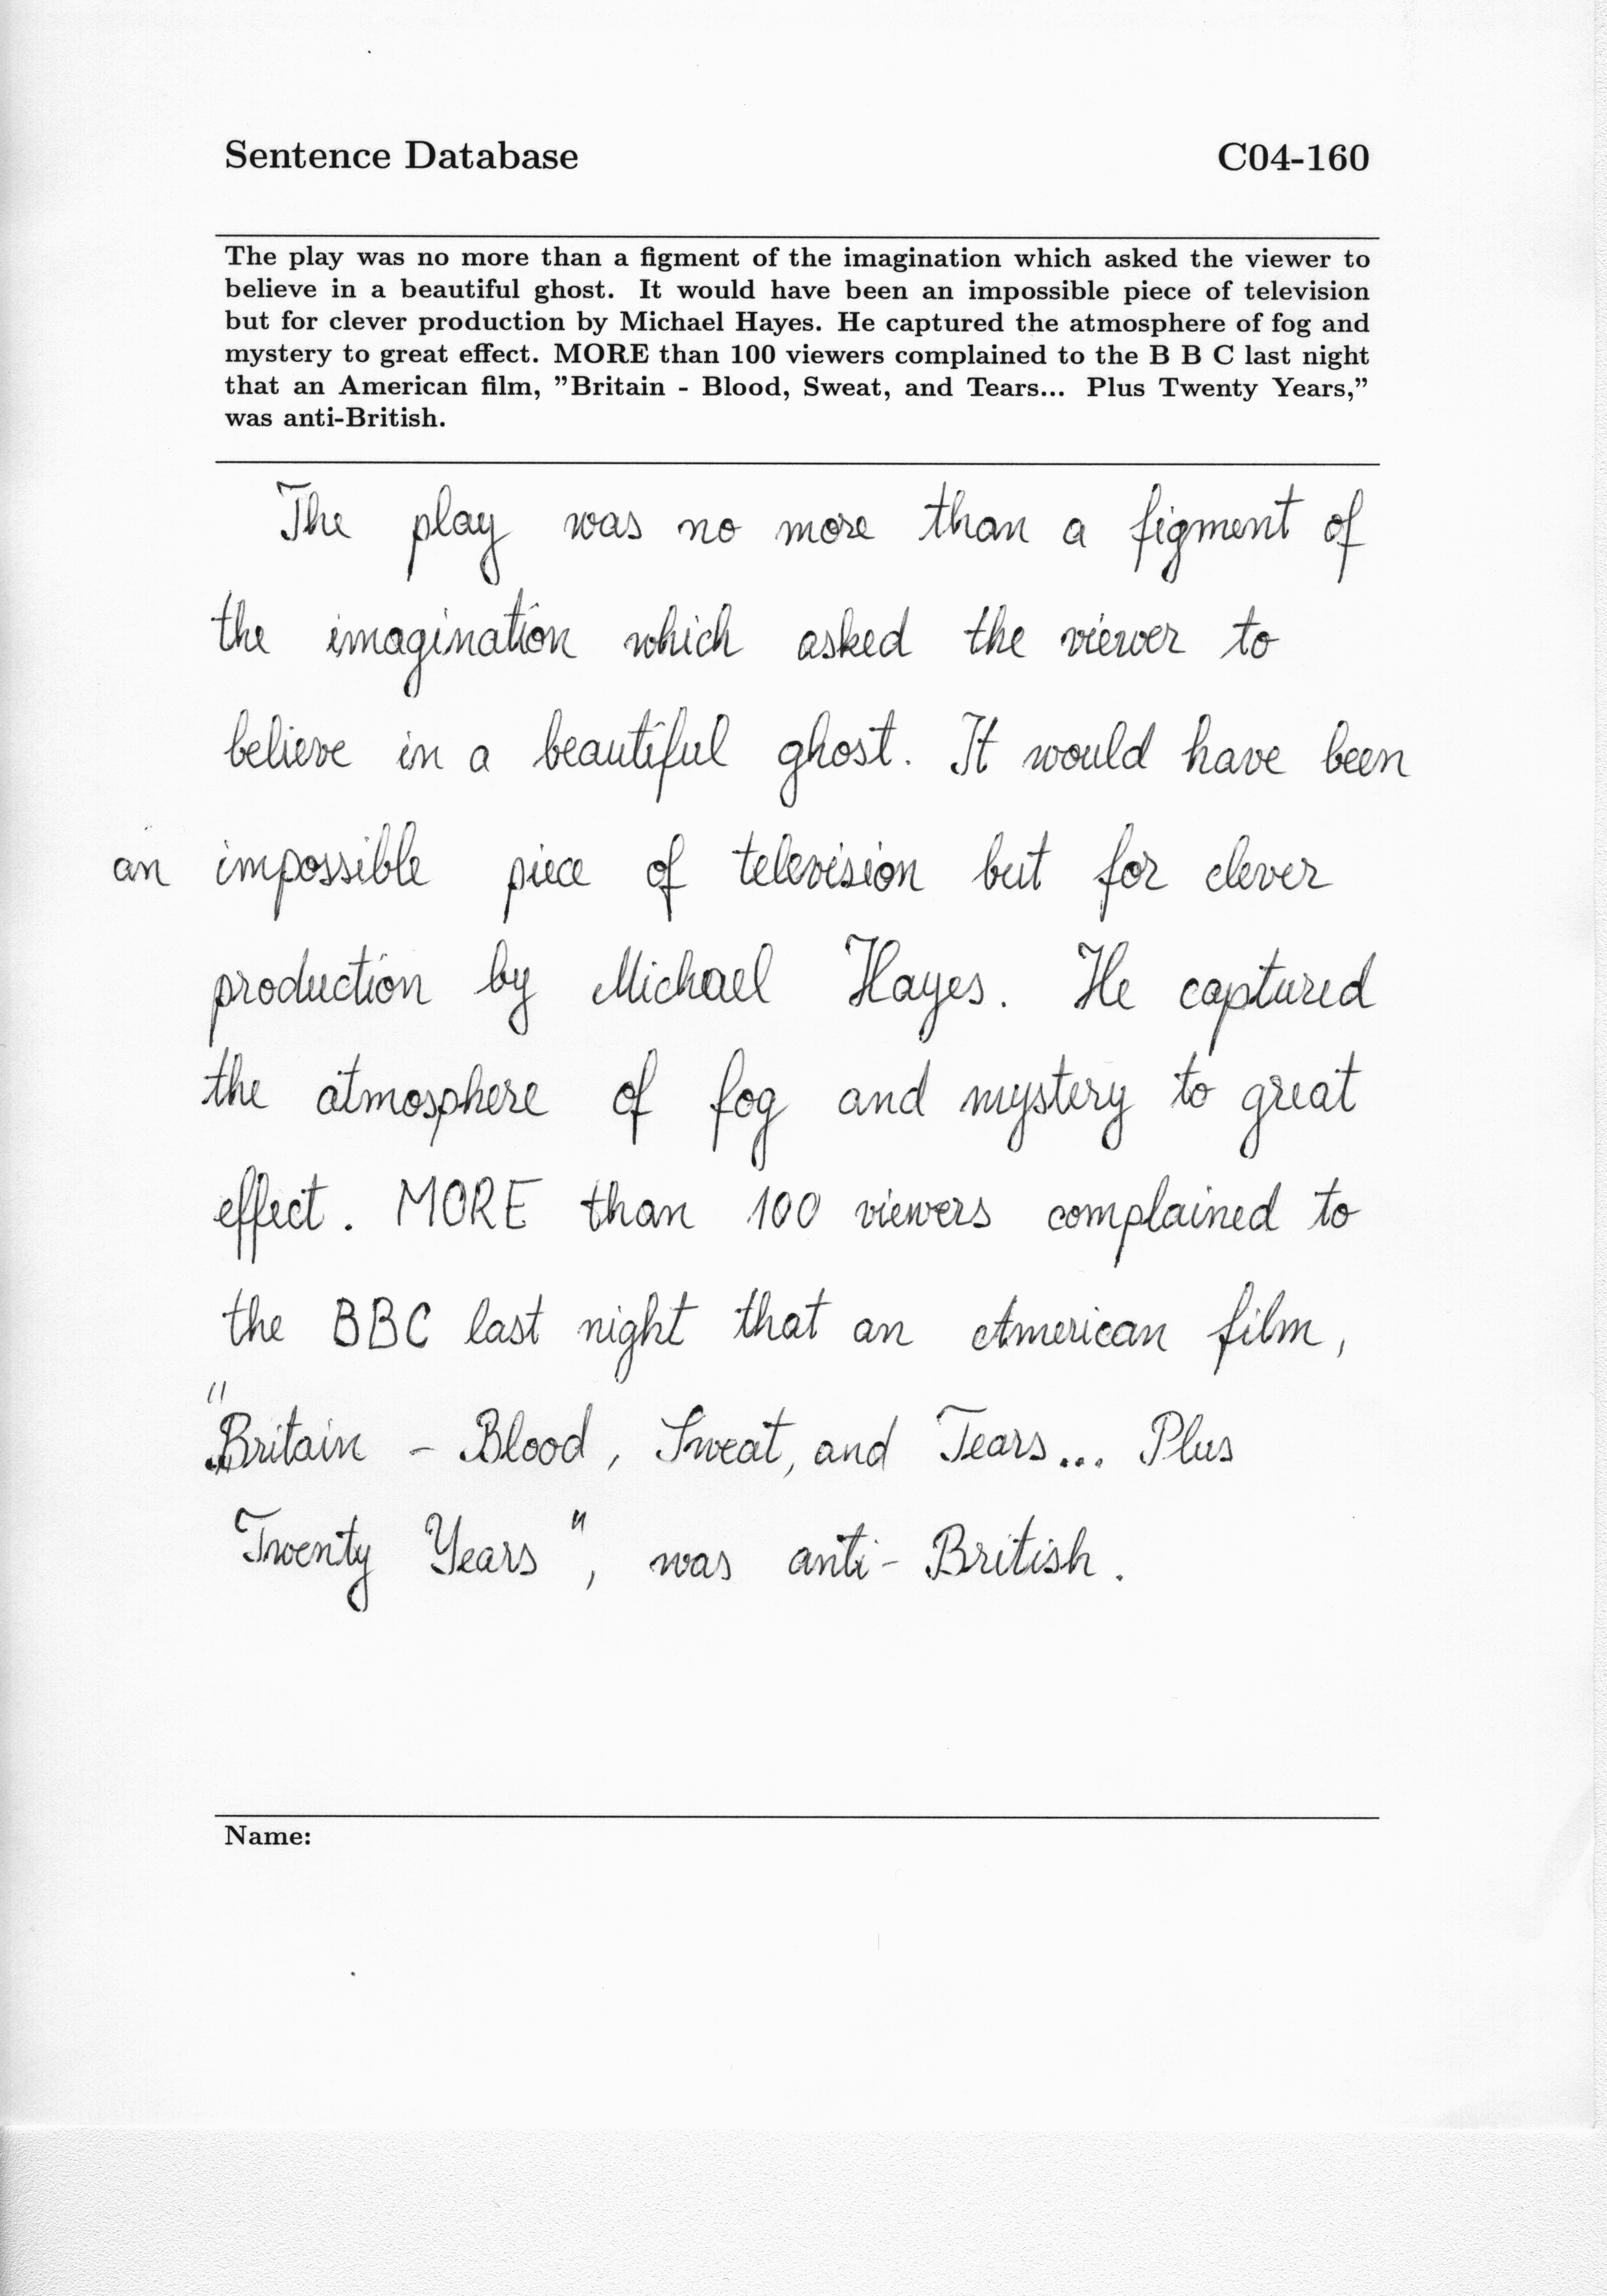 Sentence Database C04-160
The play was no more than a figment of the imagination which asked the viewer to
believe in a beautiful ghost. It would have been an impossible piece of television
but for clever production by Michael Hayes. He captured the atmosphere of fog and
mystery to great effect. MORE than 100 viewers complained to the B B C last night
that an American film, ”Britain - Blood, Sweat, and Tears... Plus Twenty Years,”
was anti-British.
The play was no more than a figment of
the imagination which asked the viewer to
believe in a beautiful ghost. It would have been
an impossible piece of television but for clever
production by Michael Hayes. He captured
the atmosphere of fog and mystery to great
effect. MORE than 100 viewers complained to
the BBC last night that an American film,
"Britain - Blood, Sweat, and Tears... Plus
Twenty Years", was anti-British.
Name: